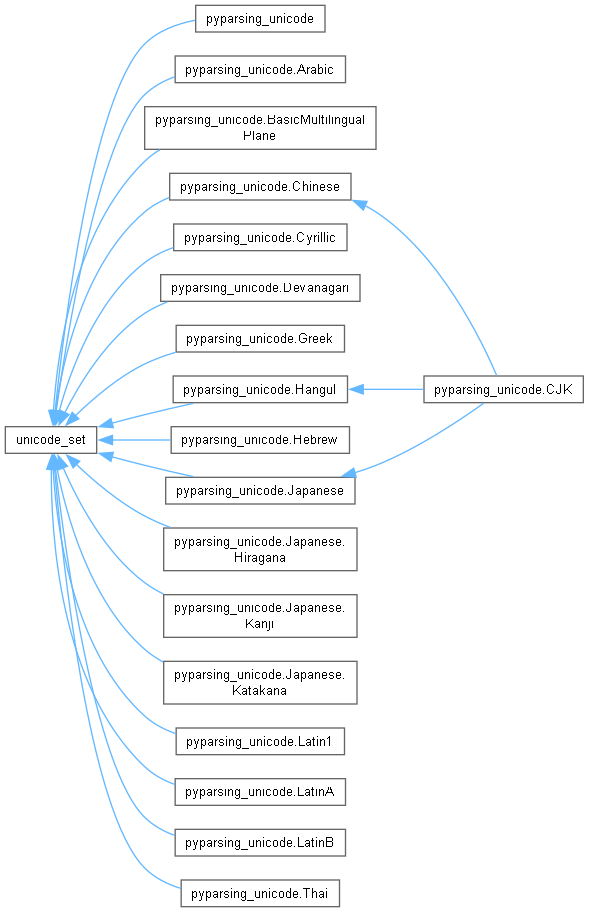 pyparsing_unicode
pyparsing_unicode.Arabic
pyparsing_unicode.BasicMultilingual
Plane
pyparsing_unicode.Chinese
pyparsing_unicode.Cyrillic
pyparsing_unicode.Devanagari
pyparsing_unicode.Greek
pyparsing_unicode.Hangul
pyparsing_unicode.CJK
unicode_set
pyparsing_unicode.Hebrew
pyparsing_unicode.Japanese
pyparsing_unicode.Japanese.
Hiragana
pyparsing_unicode.Japanese.
Kanji
pyparsing_unicode.Japanese.
Katakana
pyparsing_unicode.Latin1
pyparsing_unicode.LatinA
pyparsing_unicode.LatinB
pyparsing_unicode.Thai